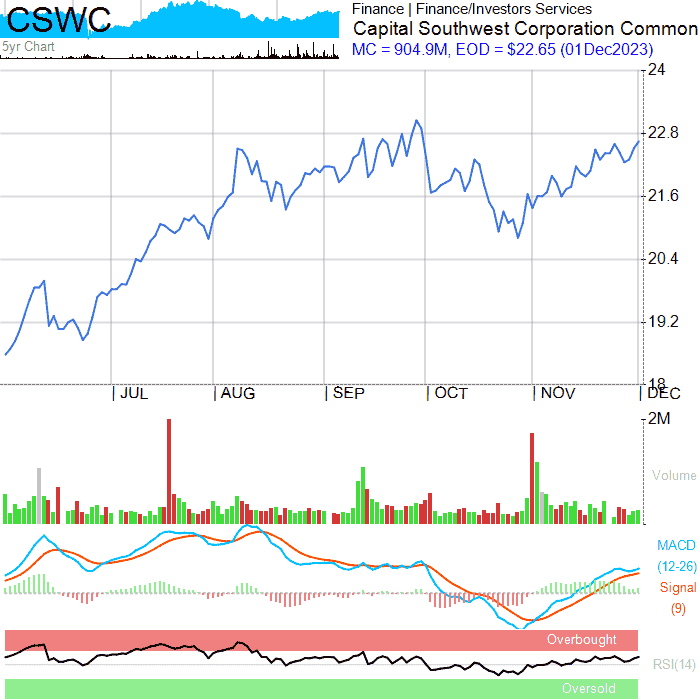 CSWC
5yr Chart
Finance | Finance/Investors Services
Capital Southwest Corporation Common
MC = 904.9M, EOD = $22.65 (01Dec2023)
24
22.8
21.6
20.4
19.2
18
JUL
AUG
SEP
OCT
NOV
DEC
2M
Volume
MACD
(12-26)
Signal
(9)
Overbought
RSI(14)
Oversold